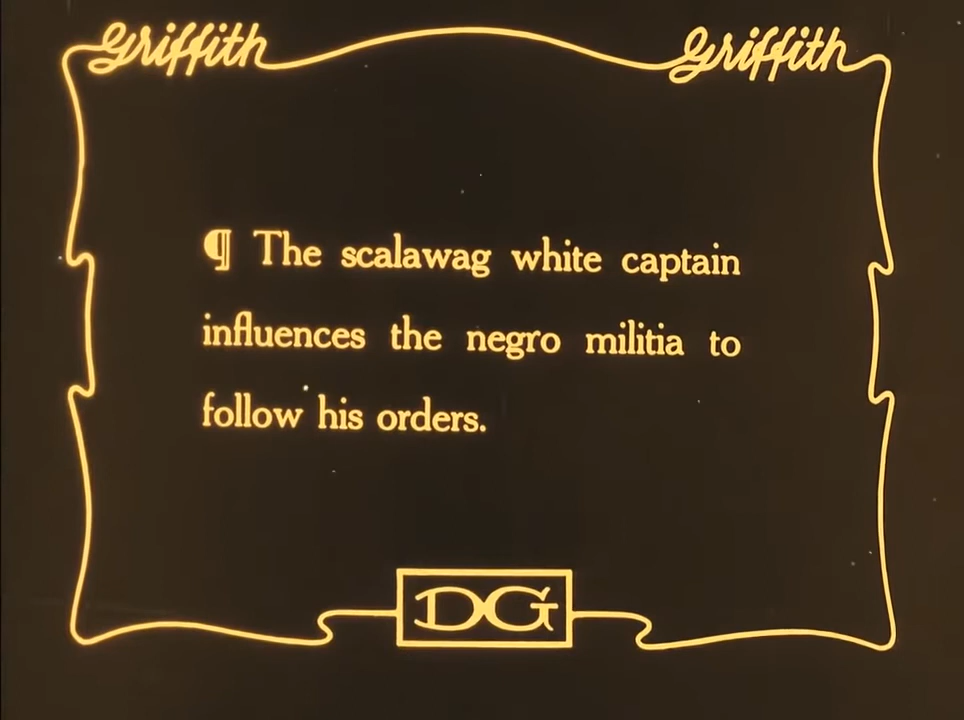 Griffith Griffith
¶ The scalawag white captain
influences the negro militia to
follow his orders.
DG